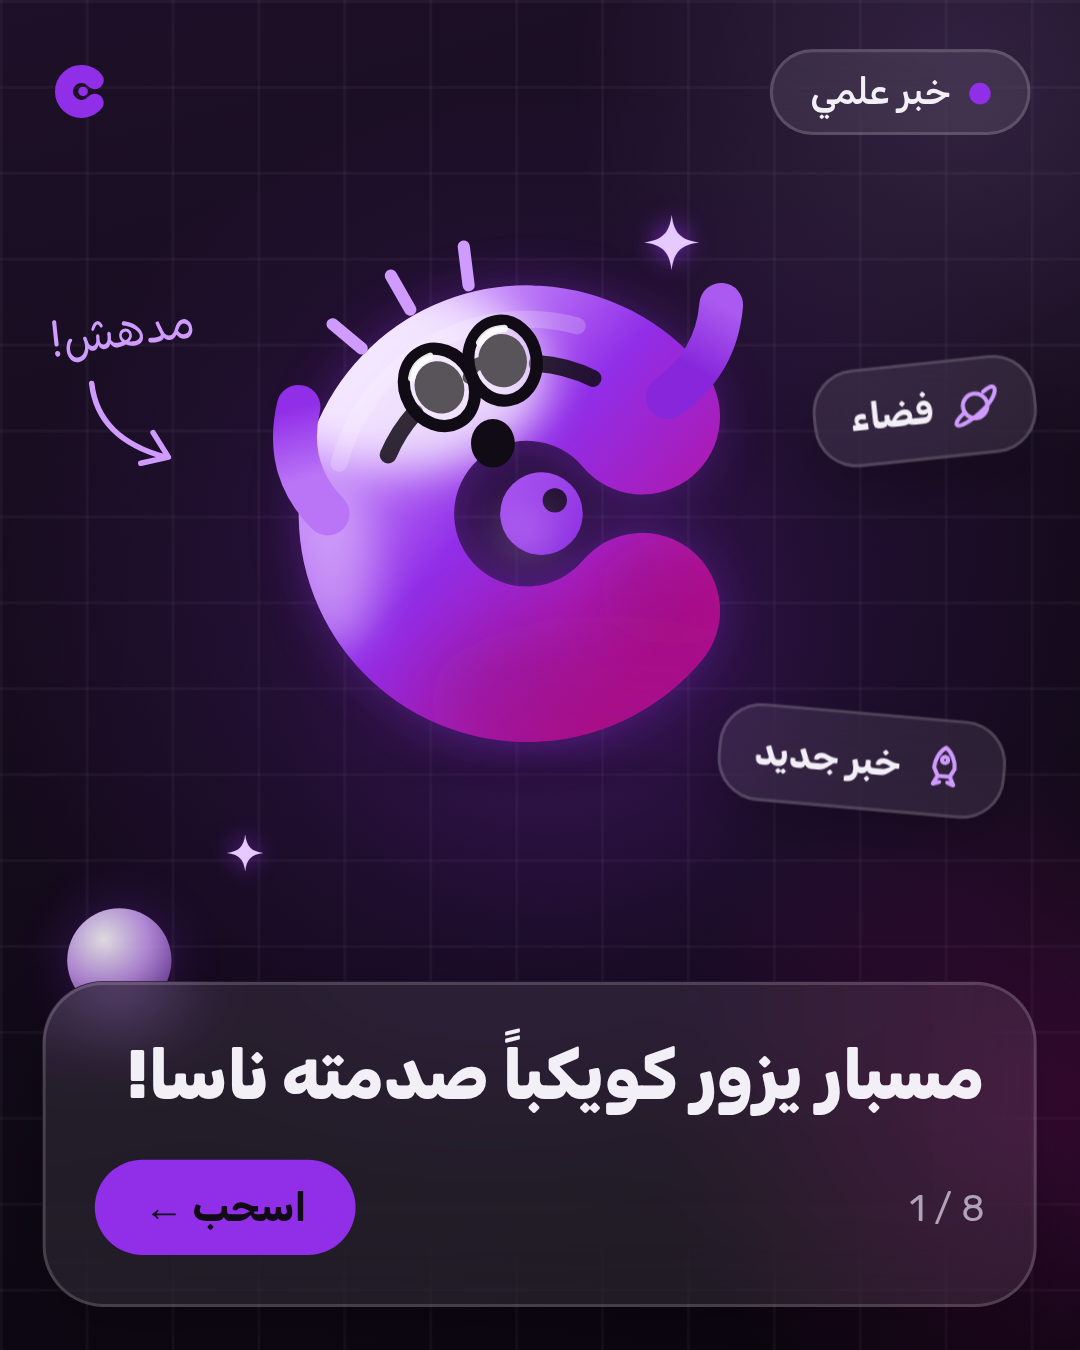 خبر علمي
مدهش!
فضاء
خبر جديد
مسبار يزور كويكباً صدمته ناسا!
1 / 8
اسحب ←